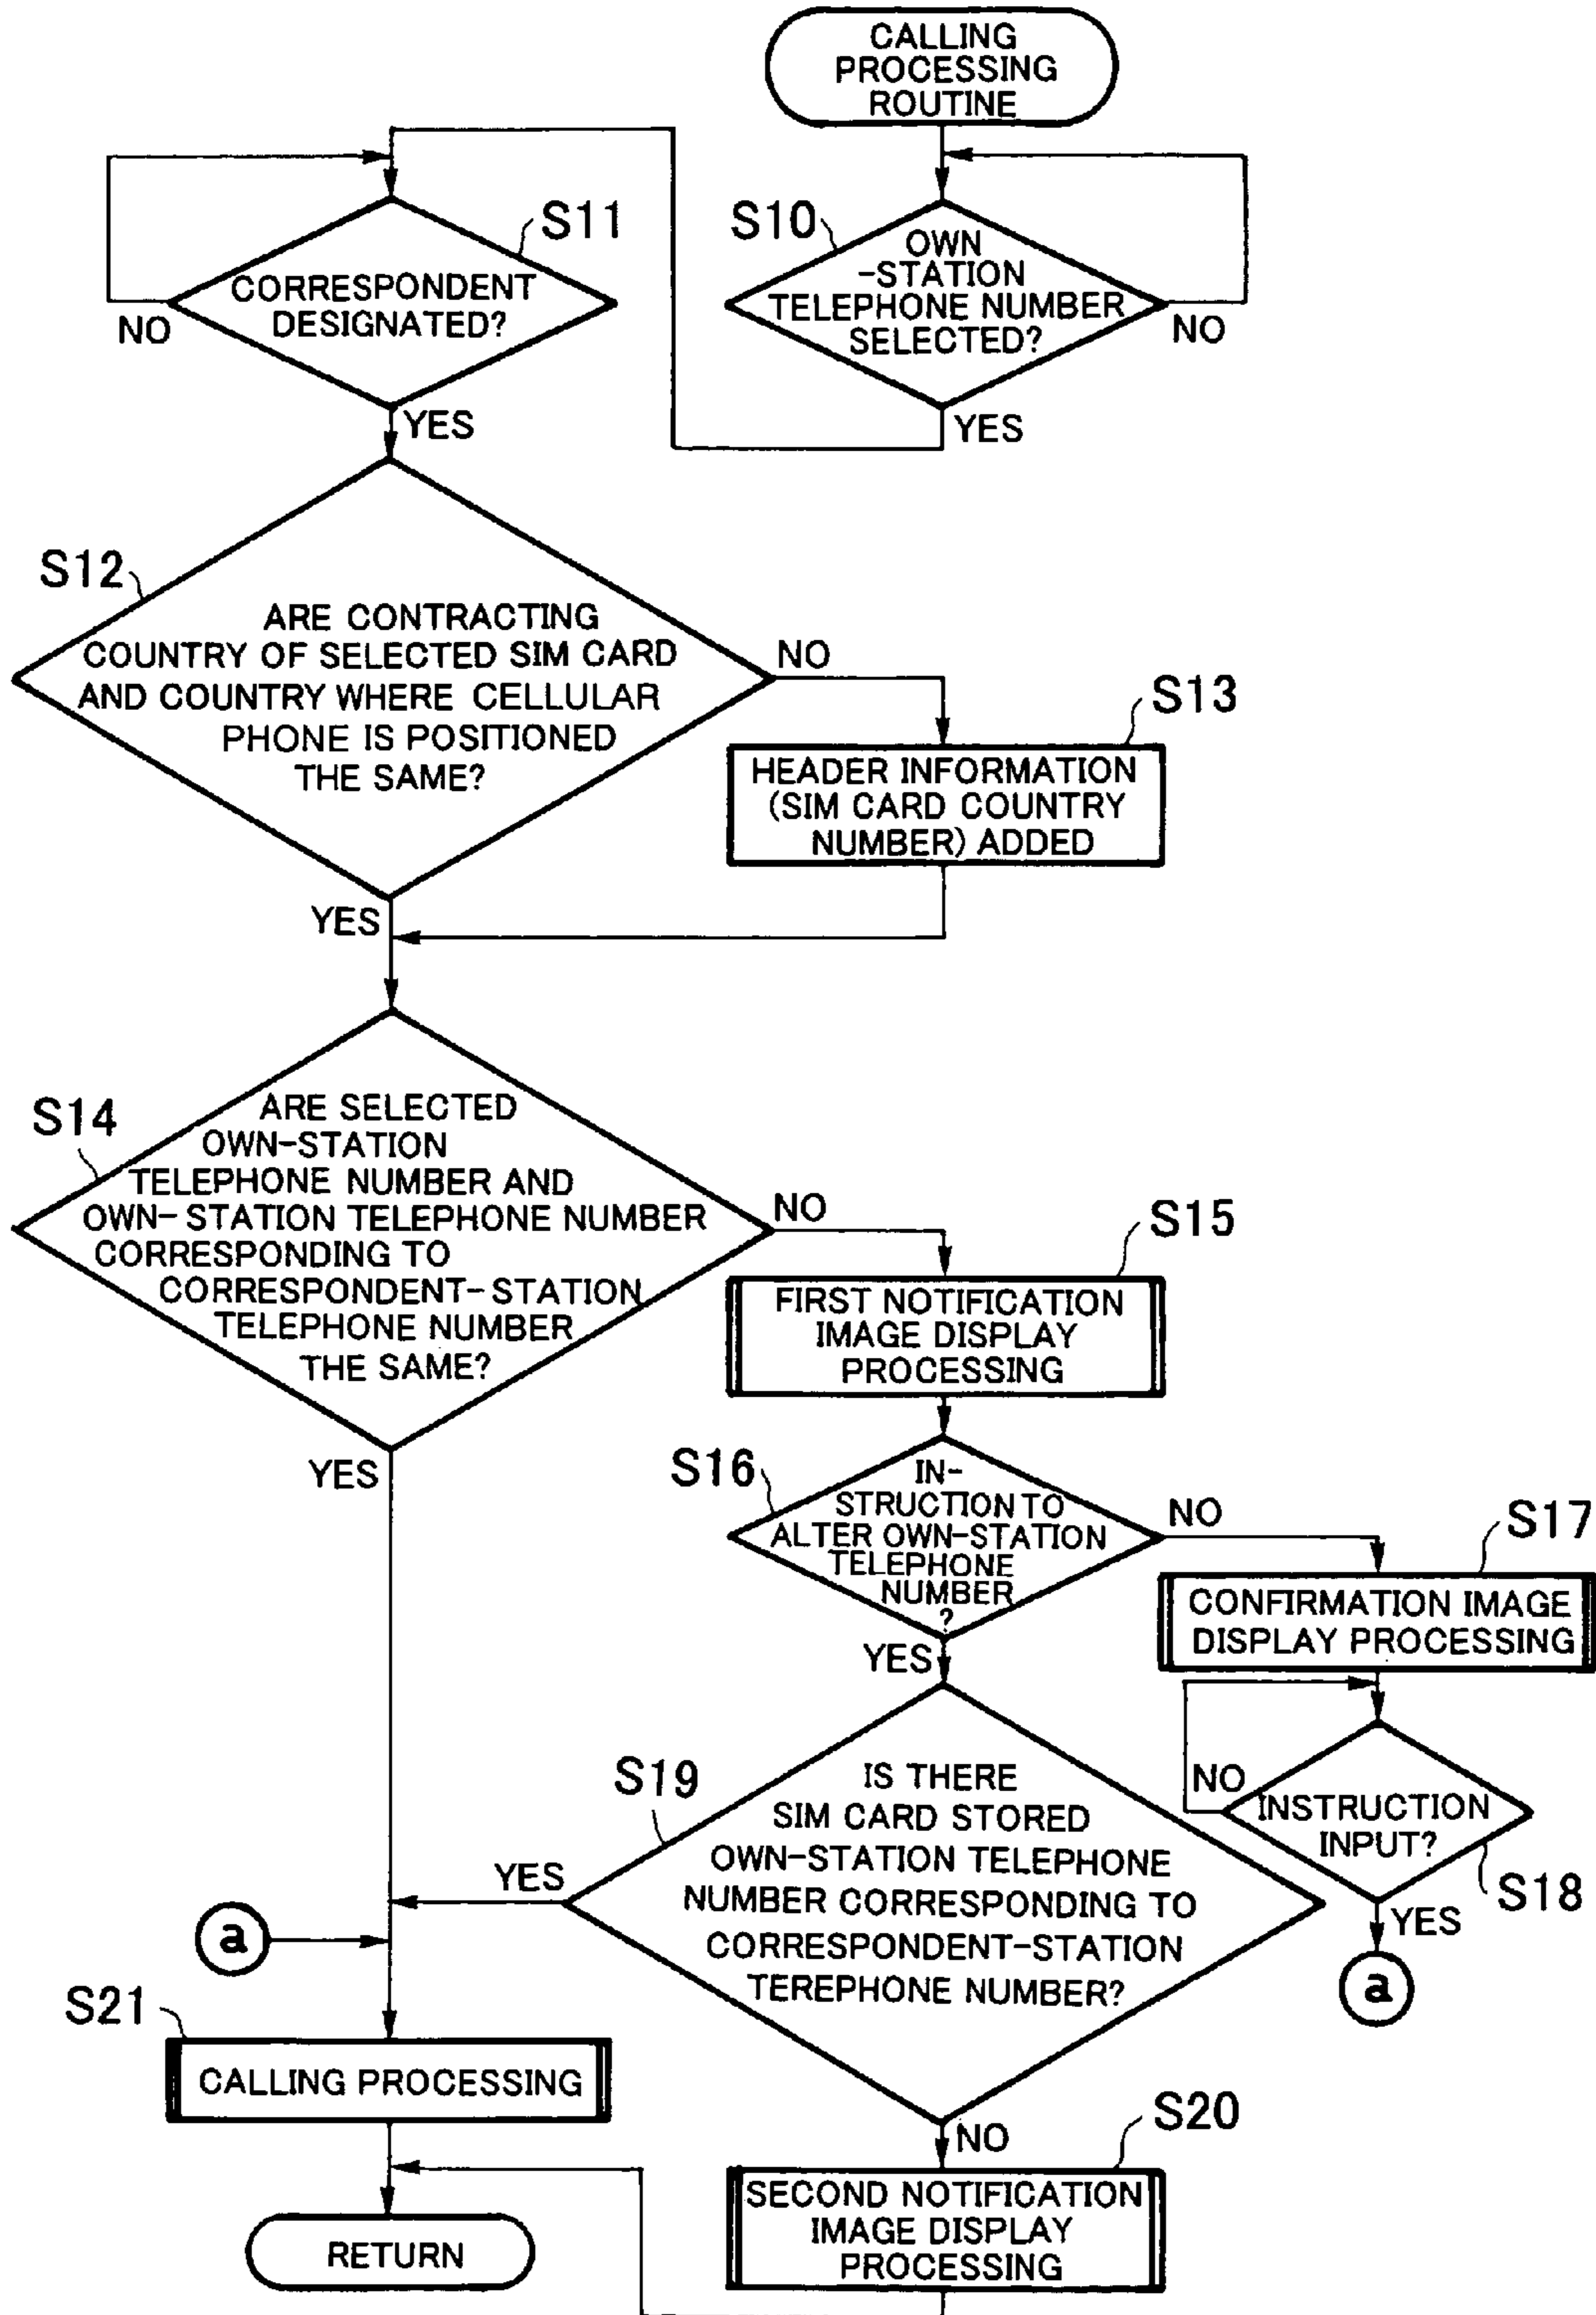 CALLING
PROCESSING
ROUTINE
S10
OWN
-STATION
TELEPHONE NUMBER
SELECTED?
NO
YES
S11
CORRESPONDENT
DESIGNATED?
NO
YES
S12
ARE CONTRACTING
COUNTRY OF SELECTED SIM CARD
AND COUNTRY WHERE CELLULAR
PHONE IS POSITIONED
THE SAME?
NO
YES
S13
HEADER INFORMATION
(SIM CARD COUNTRY
NUMBER) ADDED
S14
ARE SELECTED
OWN-STATION
TELEPHONE NUMBER AND
OWN-STATION TELEPHONE NUMBER
CORRESPONDING TO
CORRESPONDENT-STATION
TELEPHONE NUMBER
THE SAME?
NO
YES
S15
FIRST NOTIFICATION
IMAGE DISPLAY
PROCESSING
S16
IN-
STRUCTION TO
ALTER OWN-STATION
TELEPHONE
NUMBER
?
NO
YES
S17
CONFIRMATION IMAGE
DISPLAY PROCESSING
NO
INSTRUCTION
INPUT?
S18
YES
a
S19
IS THERE
SIM CARD STORED
OWN-STATION TELEPHONE
NUMBER CORRESPONDING TO
CORRESPONDENT-STATION
TEREPHONE NUMBER?
YES
NO
a
S21
CALLING PROCESSING
S20
SECOND NOTIFICATION
IMAGE DISPLAY
PROCESSING
RETURN